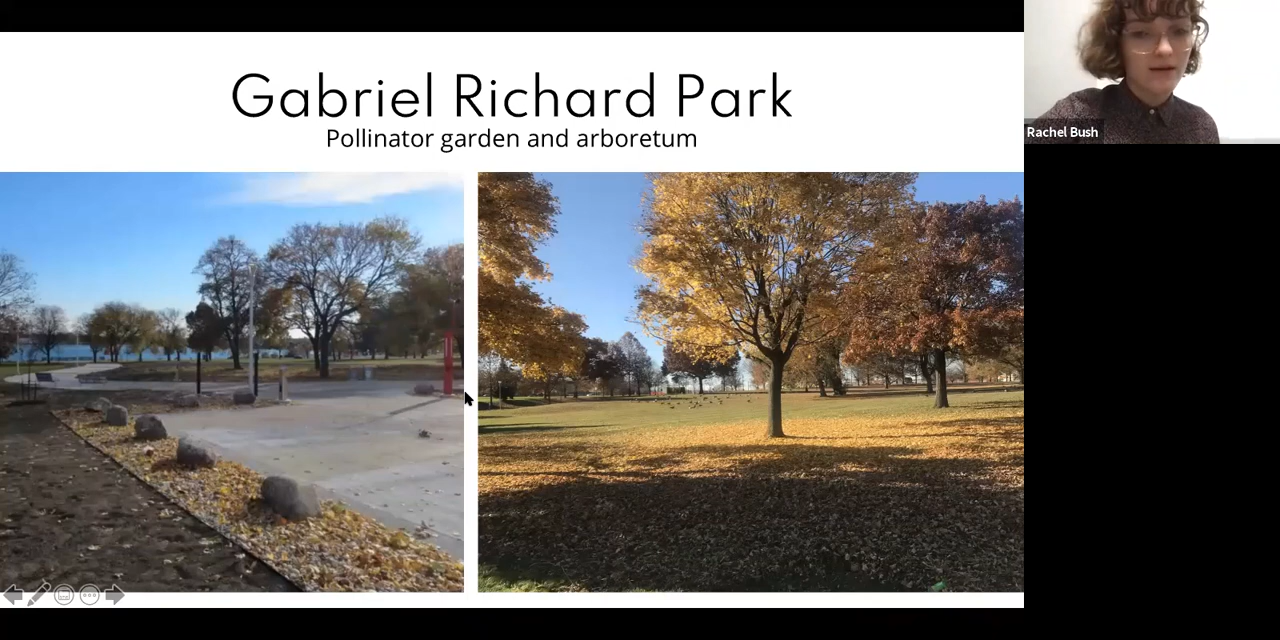 Gabriel Richard Park
Pollinator garden and arboretum
Rachel Bush